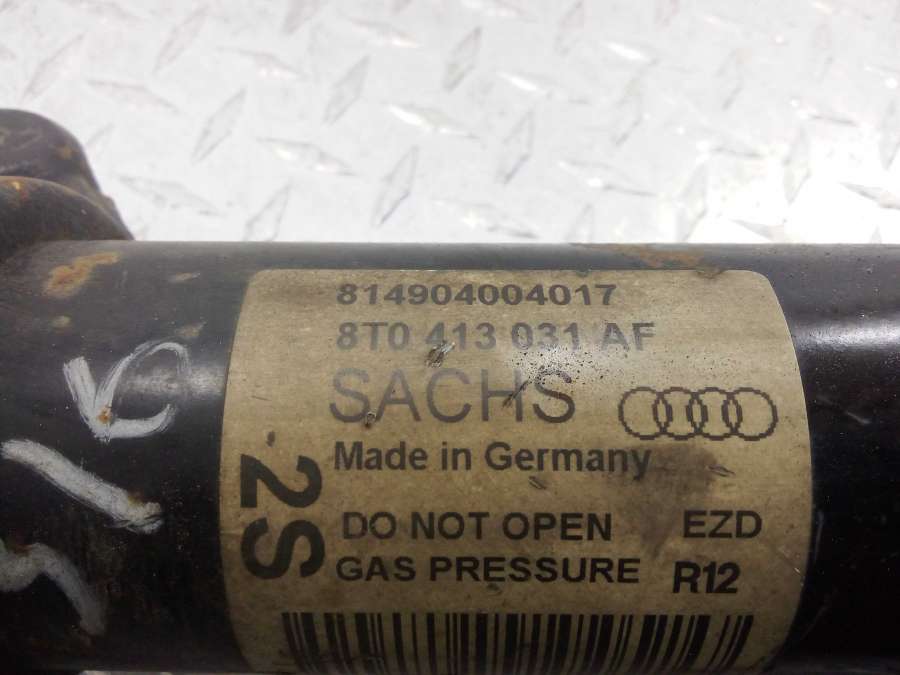 814904004017
8T0 413 031 AF
SACHS
Made in Germany
2S
DO NOT OPEN EZD
GAS PRESSURE R12